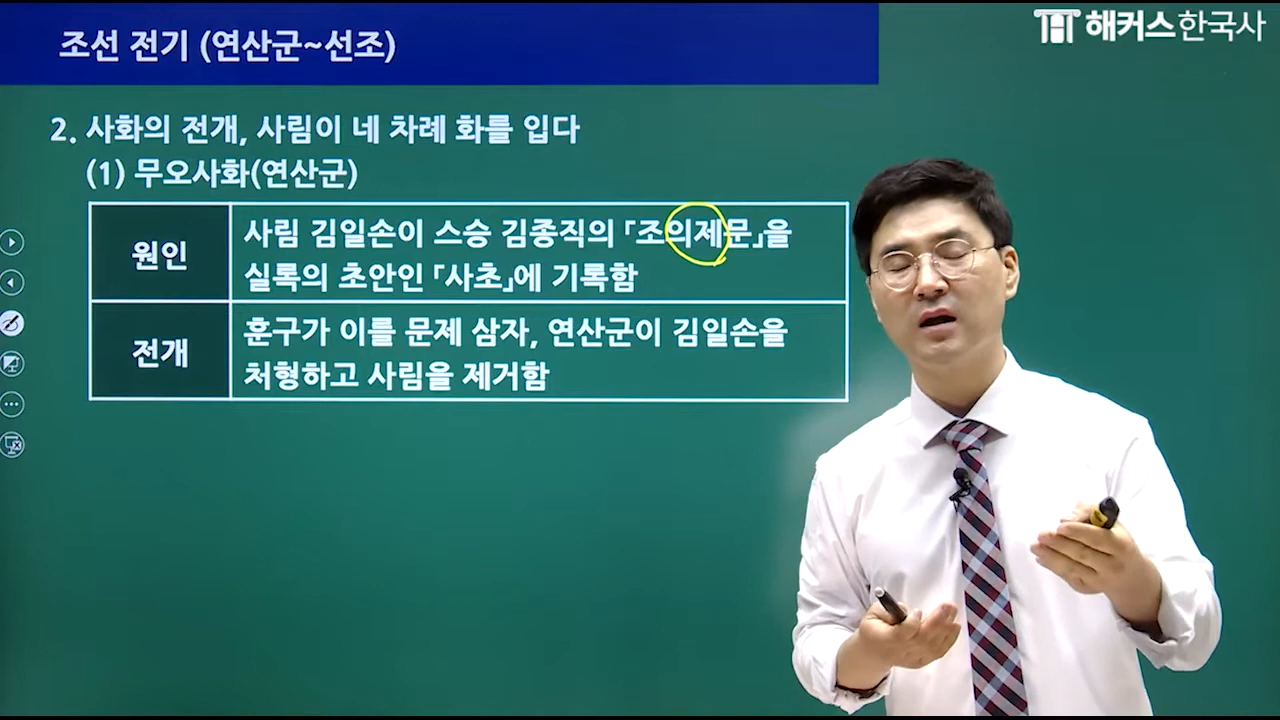 해커스한국사
조선 전기 (연산군~선조)
2. 사화의 전개, 사림이 네 차례 화를 입다
(1) 무오사화(연산군)
원인
사림 김일손이 스승 김종직의 「조의제문」을
실록의 초안인 「사초」에 기록함
전개
훈구가 이를 문제 삼자, 연산군이 김일손을
처형하고 사림을 제거함